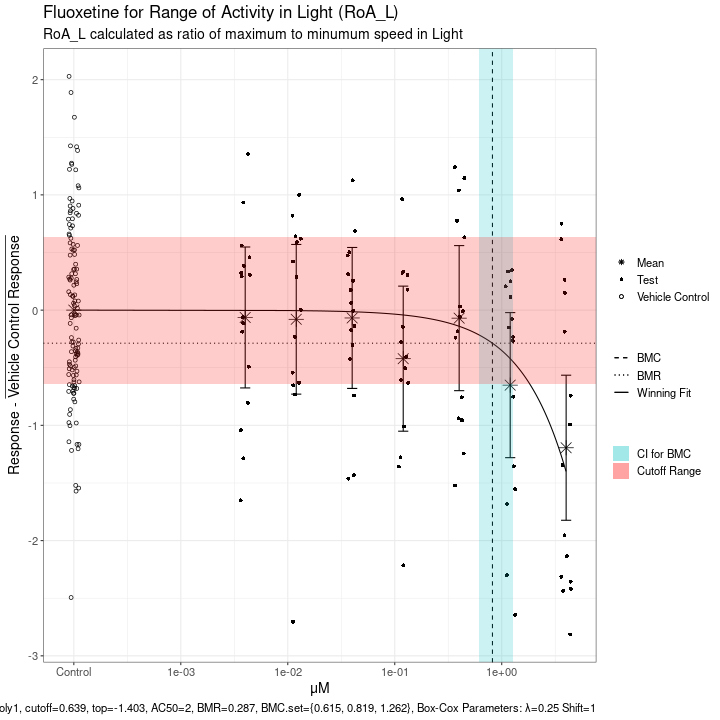 Fluoxetine for Range of Activity in Light (RoA_L)
RoA_L calculated as ratio of maximum to minumum speed in Light
Response - Vehicle Control Response
2
1
0
-1
-2
-3
Control
1e-03
1e-02
1e-01
1e+00
µM
Mean
Test
Vehicle Control
BMC
BMR
Winning Fit
CI for BMC
Cutoff Range
oly1, cutoff=0.639, top=-1.403, AC50=2, BMR=0.287, BMC.set={0.615, 0.819, 1.262}, Box-Cox Parameters: λ=0.25 Shift=1